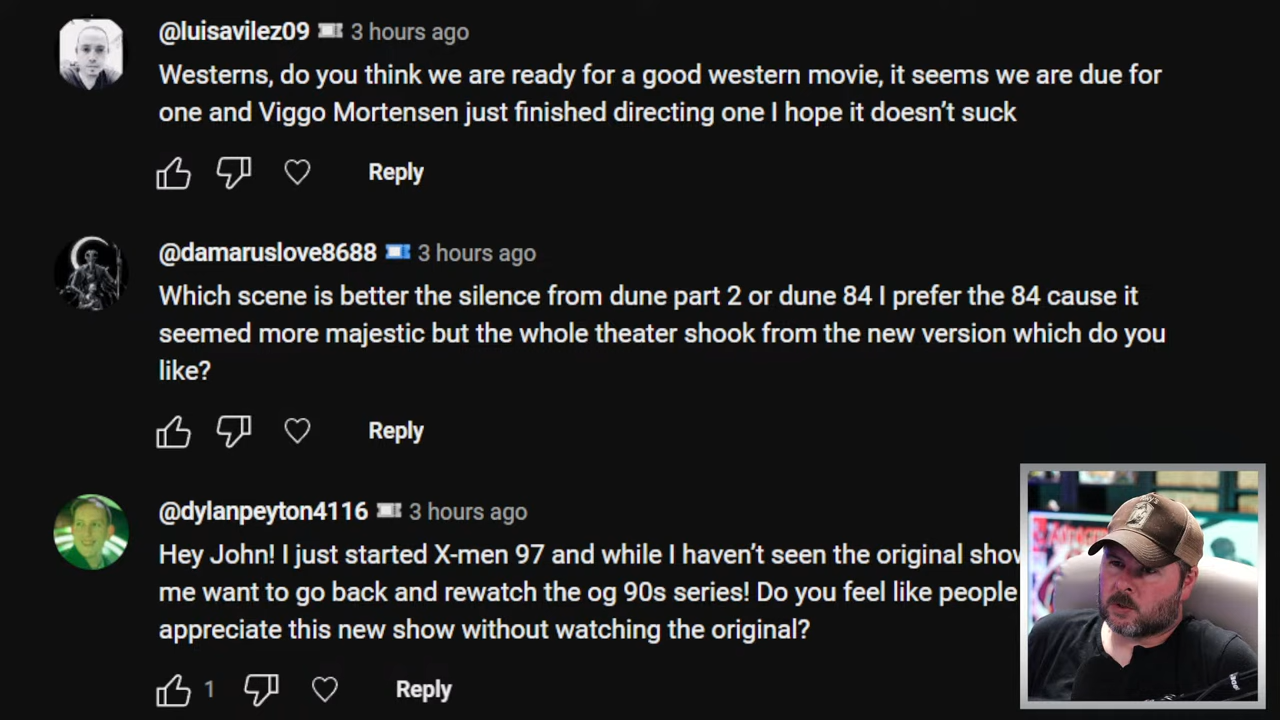 @luisavilez09 3 hours ago
Westerns, do you think we are ready for a good western movie, it seems we are due for
one and Viggo Mortensen just finished directing one I hope it doesn't suck
Reply
@damaruslove8688 3 hours ago
Which scene is better the silence from dune part 2 or dune 84 I prefer the 84 cause it
seemed more majestic but the whole theater shook from the new version which do you
like?
Reply
@dylanpeyton4116 3 hours ago
Hey John! I just started X-men 97 and while I haven't seen the original
me want to go back and rewatch the og 90s series! Do you feel like people
appreciate this new show without watching the original?
1 Reply